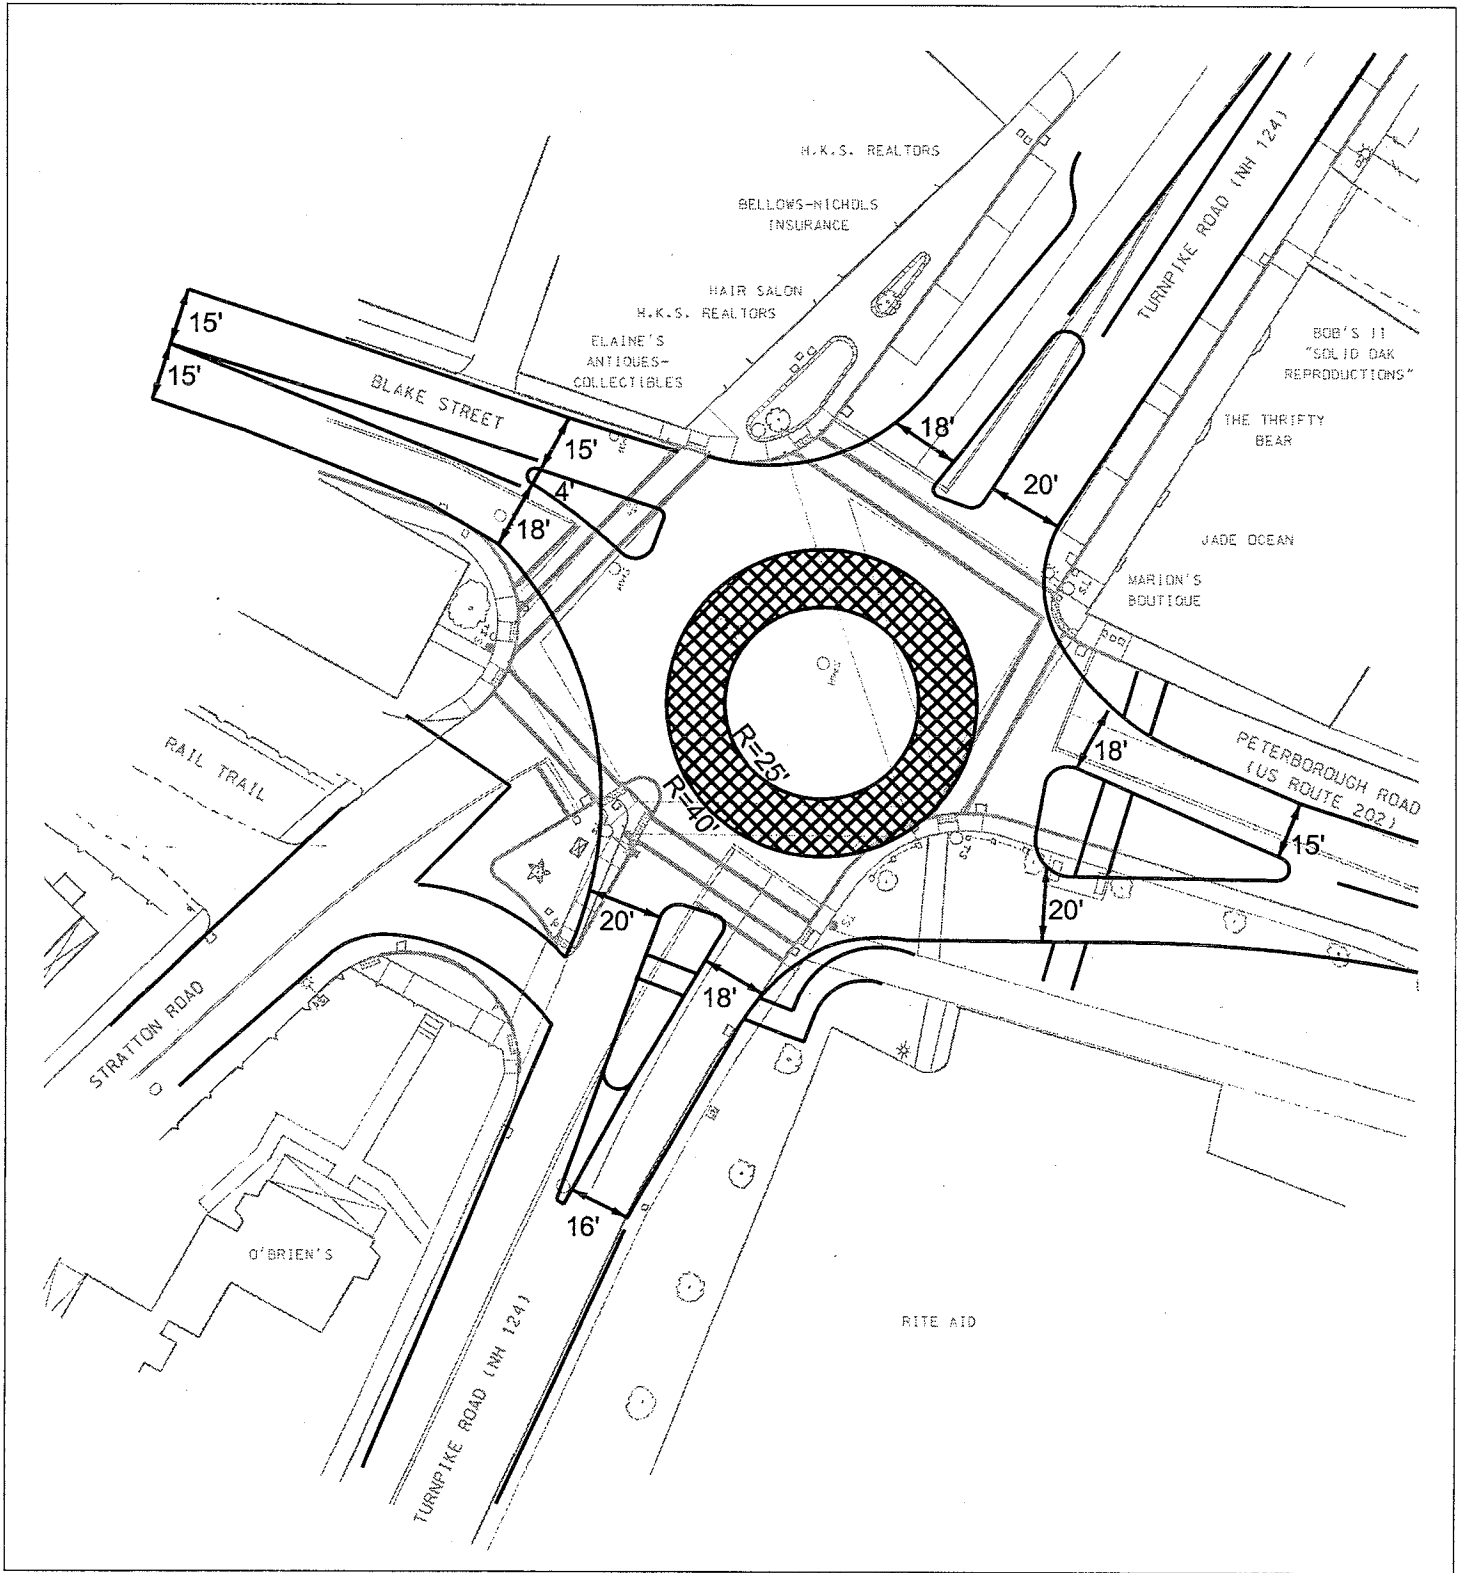 H.K.S. REALTORS
BELLOWS-NICHOLS
INSURANCE
HAIR SALON
H.K.S. REALTORS
ELAINE'S
ANTIQUES-
COLLECTIBLES
TURNPIKE ROAD (NH 124)
BOB'S II
"SOLID OAK
REPRODUCTIONS"
THE THRIFTY
BEAR
JADE OCEAN
MARION'S
BOUTIQUE
15'
15'
BLAKE STREET
15'
4'
18'
18'
20'
R=25'
R=40'
18'
PETERBOROUGH ROAD
(US ROUTE 202)
15'
20'
RAIL TRAIL
STRATTON ROAD
20'
18'
16'
O'BRIEN'S
TURNPIKE ROAD (NH 124)
RITE AID